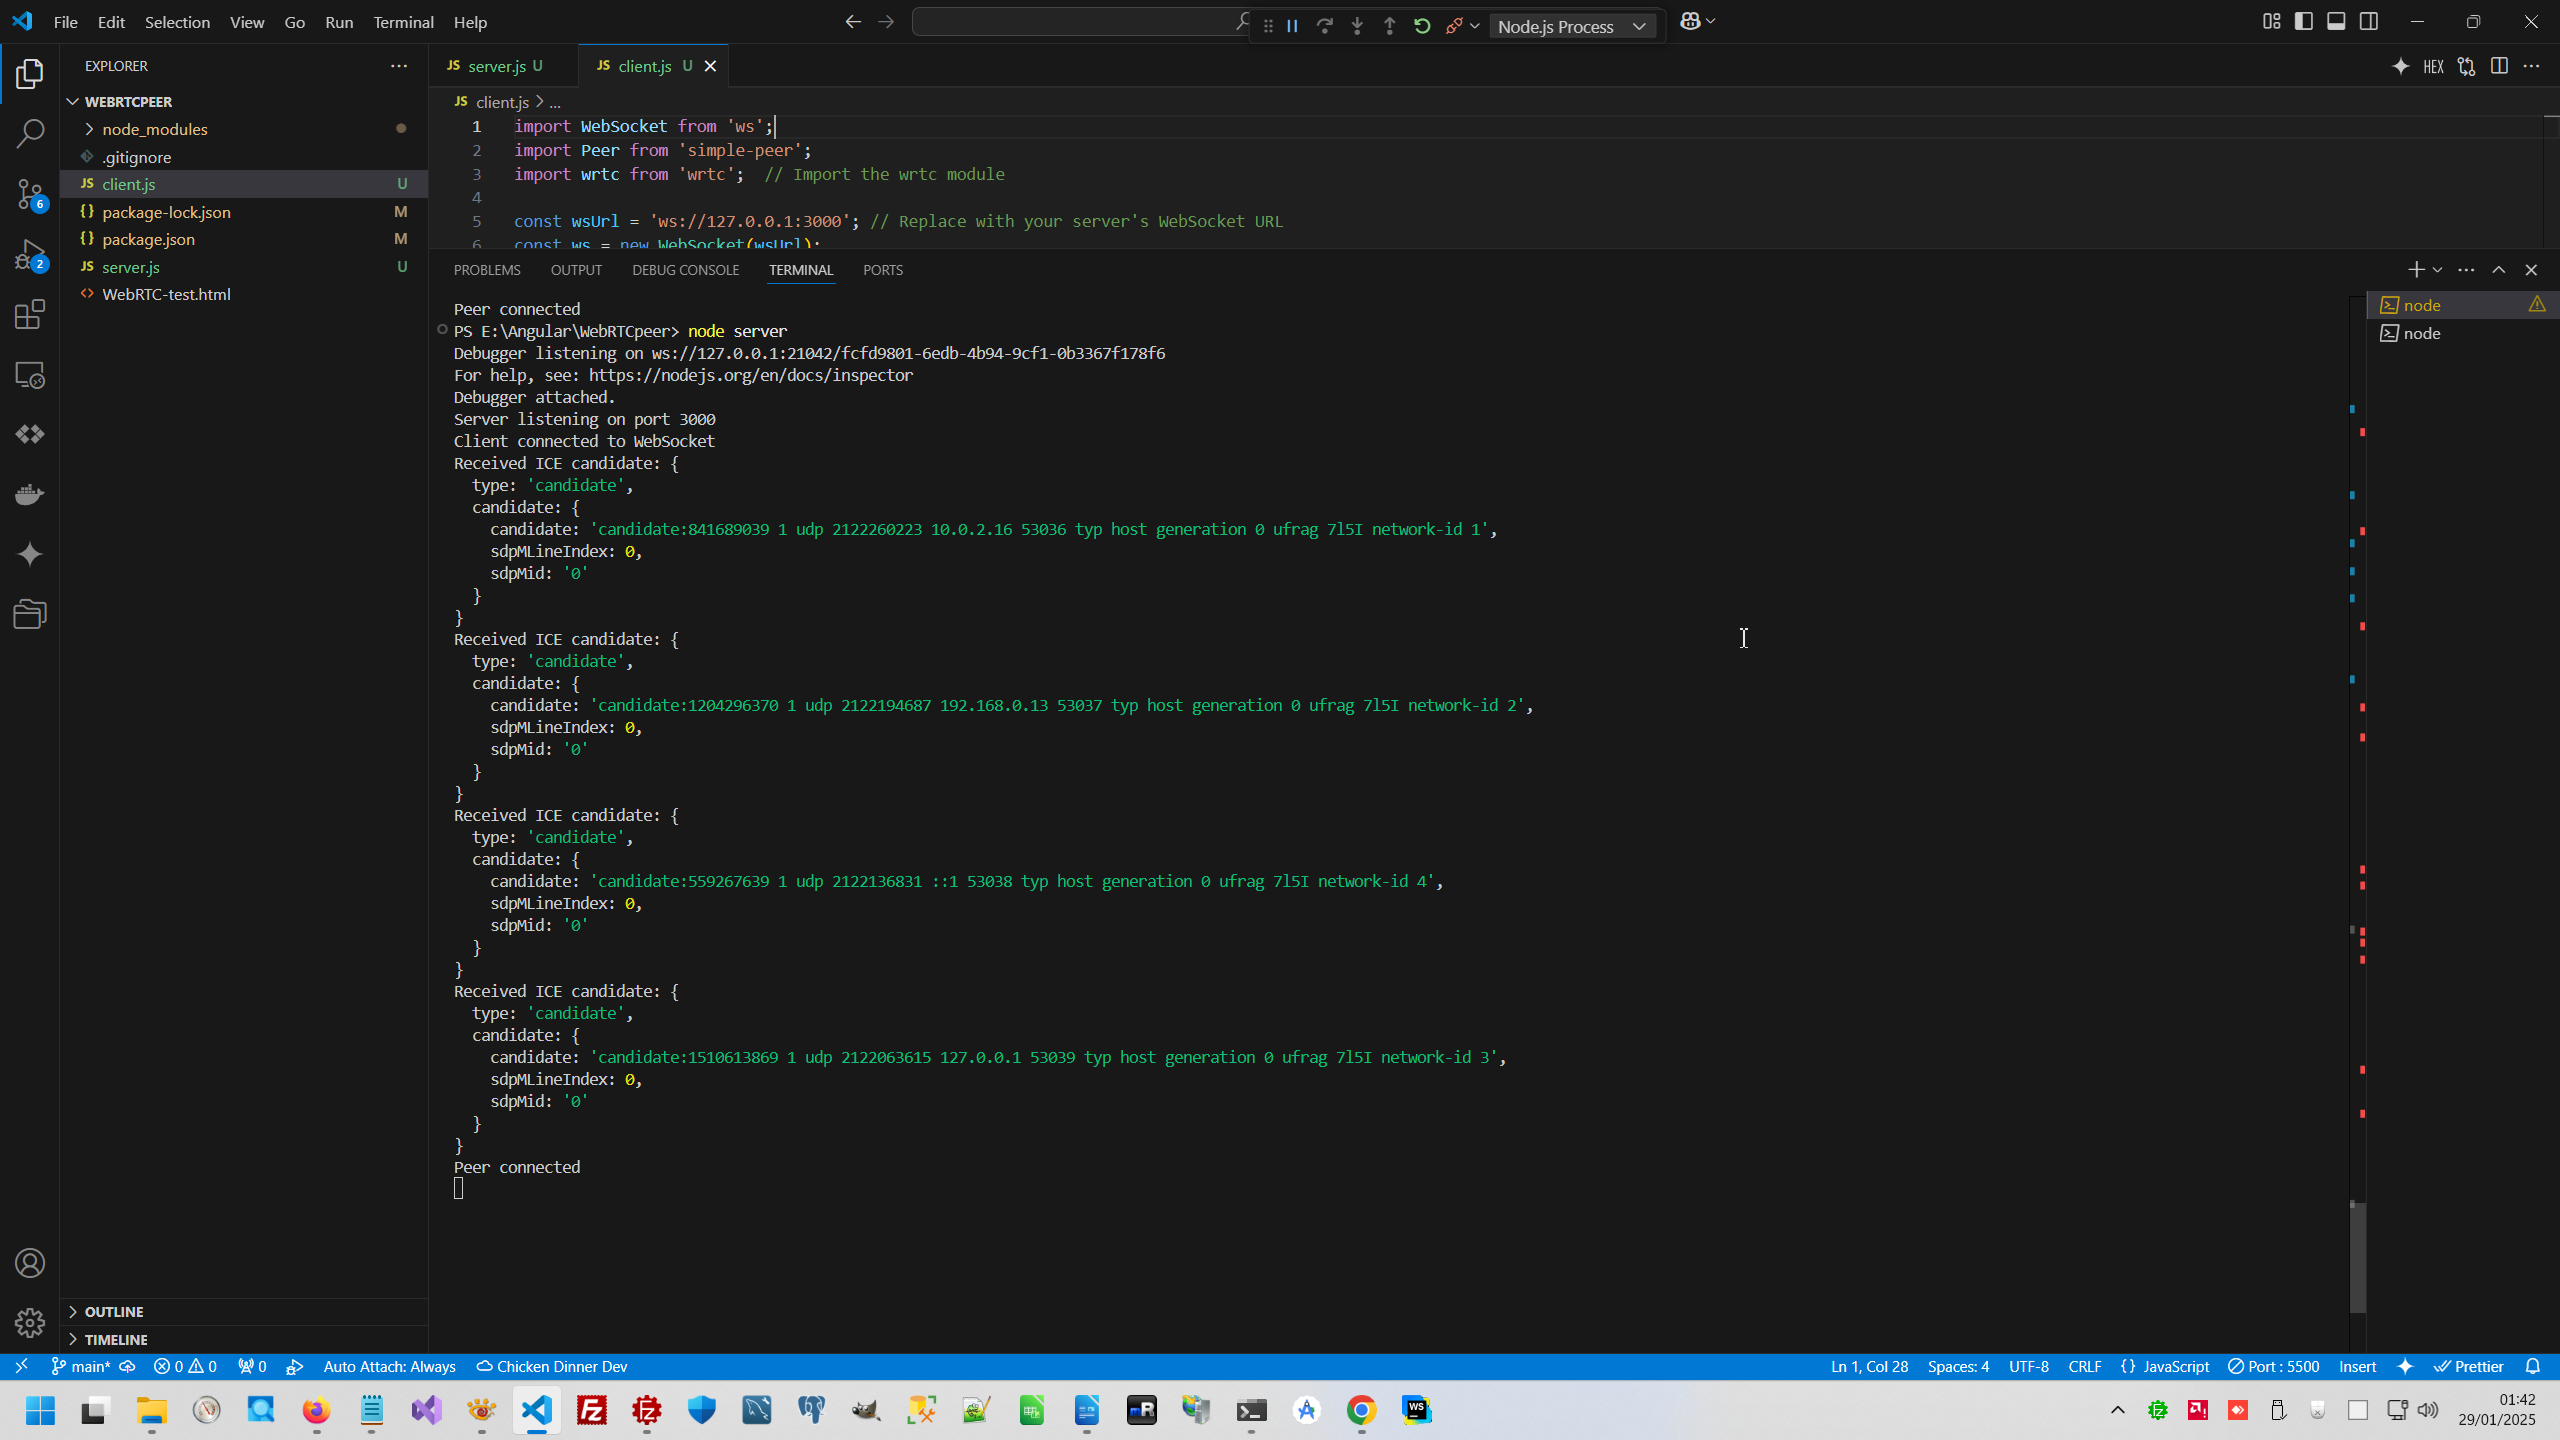 File Edit Selection View Go Run Terminal Help
Node.js Process
EXPLORER
WEBRTCPEER
node_modules
.gitignore
JS client.js U
{} package-lock.json M
{} package.json M
JS server.js U
<> WebRTC-test.html
OUTLINE
TIMELINE
JS server.js U
JS client.js U
HEX
JS client.js > ...
1 import WebSocket from 'ws';
2 import Peer from 'simple-peer';
3 import wrtc from 'wrtc';  // Import the wrtc module
4
5 const wsUrl = 'ws://127.0.0.1:3000'; // Replace with your server's WebSocket URL
6 const ws = new WebSocket(wsUrl);
PROBLEMS OUTPUT DEBUG CONSOLE TERMINAL PORTS
Peer connected
PS E:\Angular\WebRTCpeer> node server
Debugger listening on ws://127.0.0.1:21042/fcfd9801-6edb-4b94-9cf1-0b3367f178f6
For help, see: https://nodejs.org/en/docs/inspector
Debugger attached.
Server listening on port 3000
Client connected to WebSocket
Received ICE candidate: {
  type: 'candidate',
  candidate: {
    candidate: 'candidate:841689039 1 udp 2122260223 10.0.2.16 53036 typ host generation 0 ufrag 7l5I network-id 1',
    sdpMLineIndex: 0,
    sdpMid: '0'
  }
}
Received ICE candidate: {
  type: 'candidate',
  candidate: {
    candidate: 'candidate:1204296370 1 udp 2122194687 192.168.0.13 53037 typ host generation 0 ufrag 7l5I network-id 2',
    sdpMLineIndex: 0,
    sdpMid: '0'
  }
}
Received ICE candidate: {
  type: 'candidate',
  candidate: {
    candidate: 'candidate:559267639 1 udp 2122136831 ::1 53038 typ host generation 0 ufrag 7l5I network-id 4',
    sdpMLineIndex: 0,
    sdpMid: '0'
  }
}
Received ICE candidate: {
  type: 'candidate',
  candidate: {
    candidate: 'candidate:1510613869 1 udp 2122063615 127.0.0.1 53039 typ host generation 0 ufrag 7l5I network-id 3',
    sdpMLineIndex: 0,
    sdpMid: '0'
  }
}
Peer connected
node
node
6
2
main* 0 0 0 Auto Attach: Always Chicken Dinner Dev
Ln 1, Col 28 Spaces: 4 UTF-8 CRLF {} JavaScript Port : 5500 Insert Prettier
01:42
29/01/2025